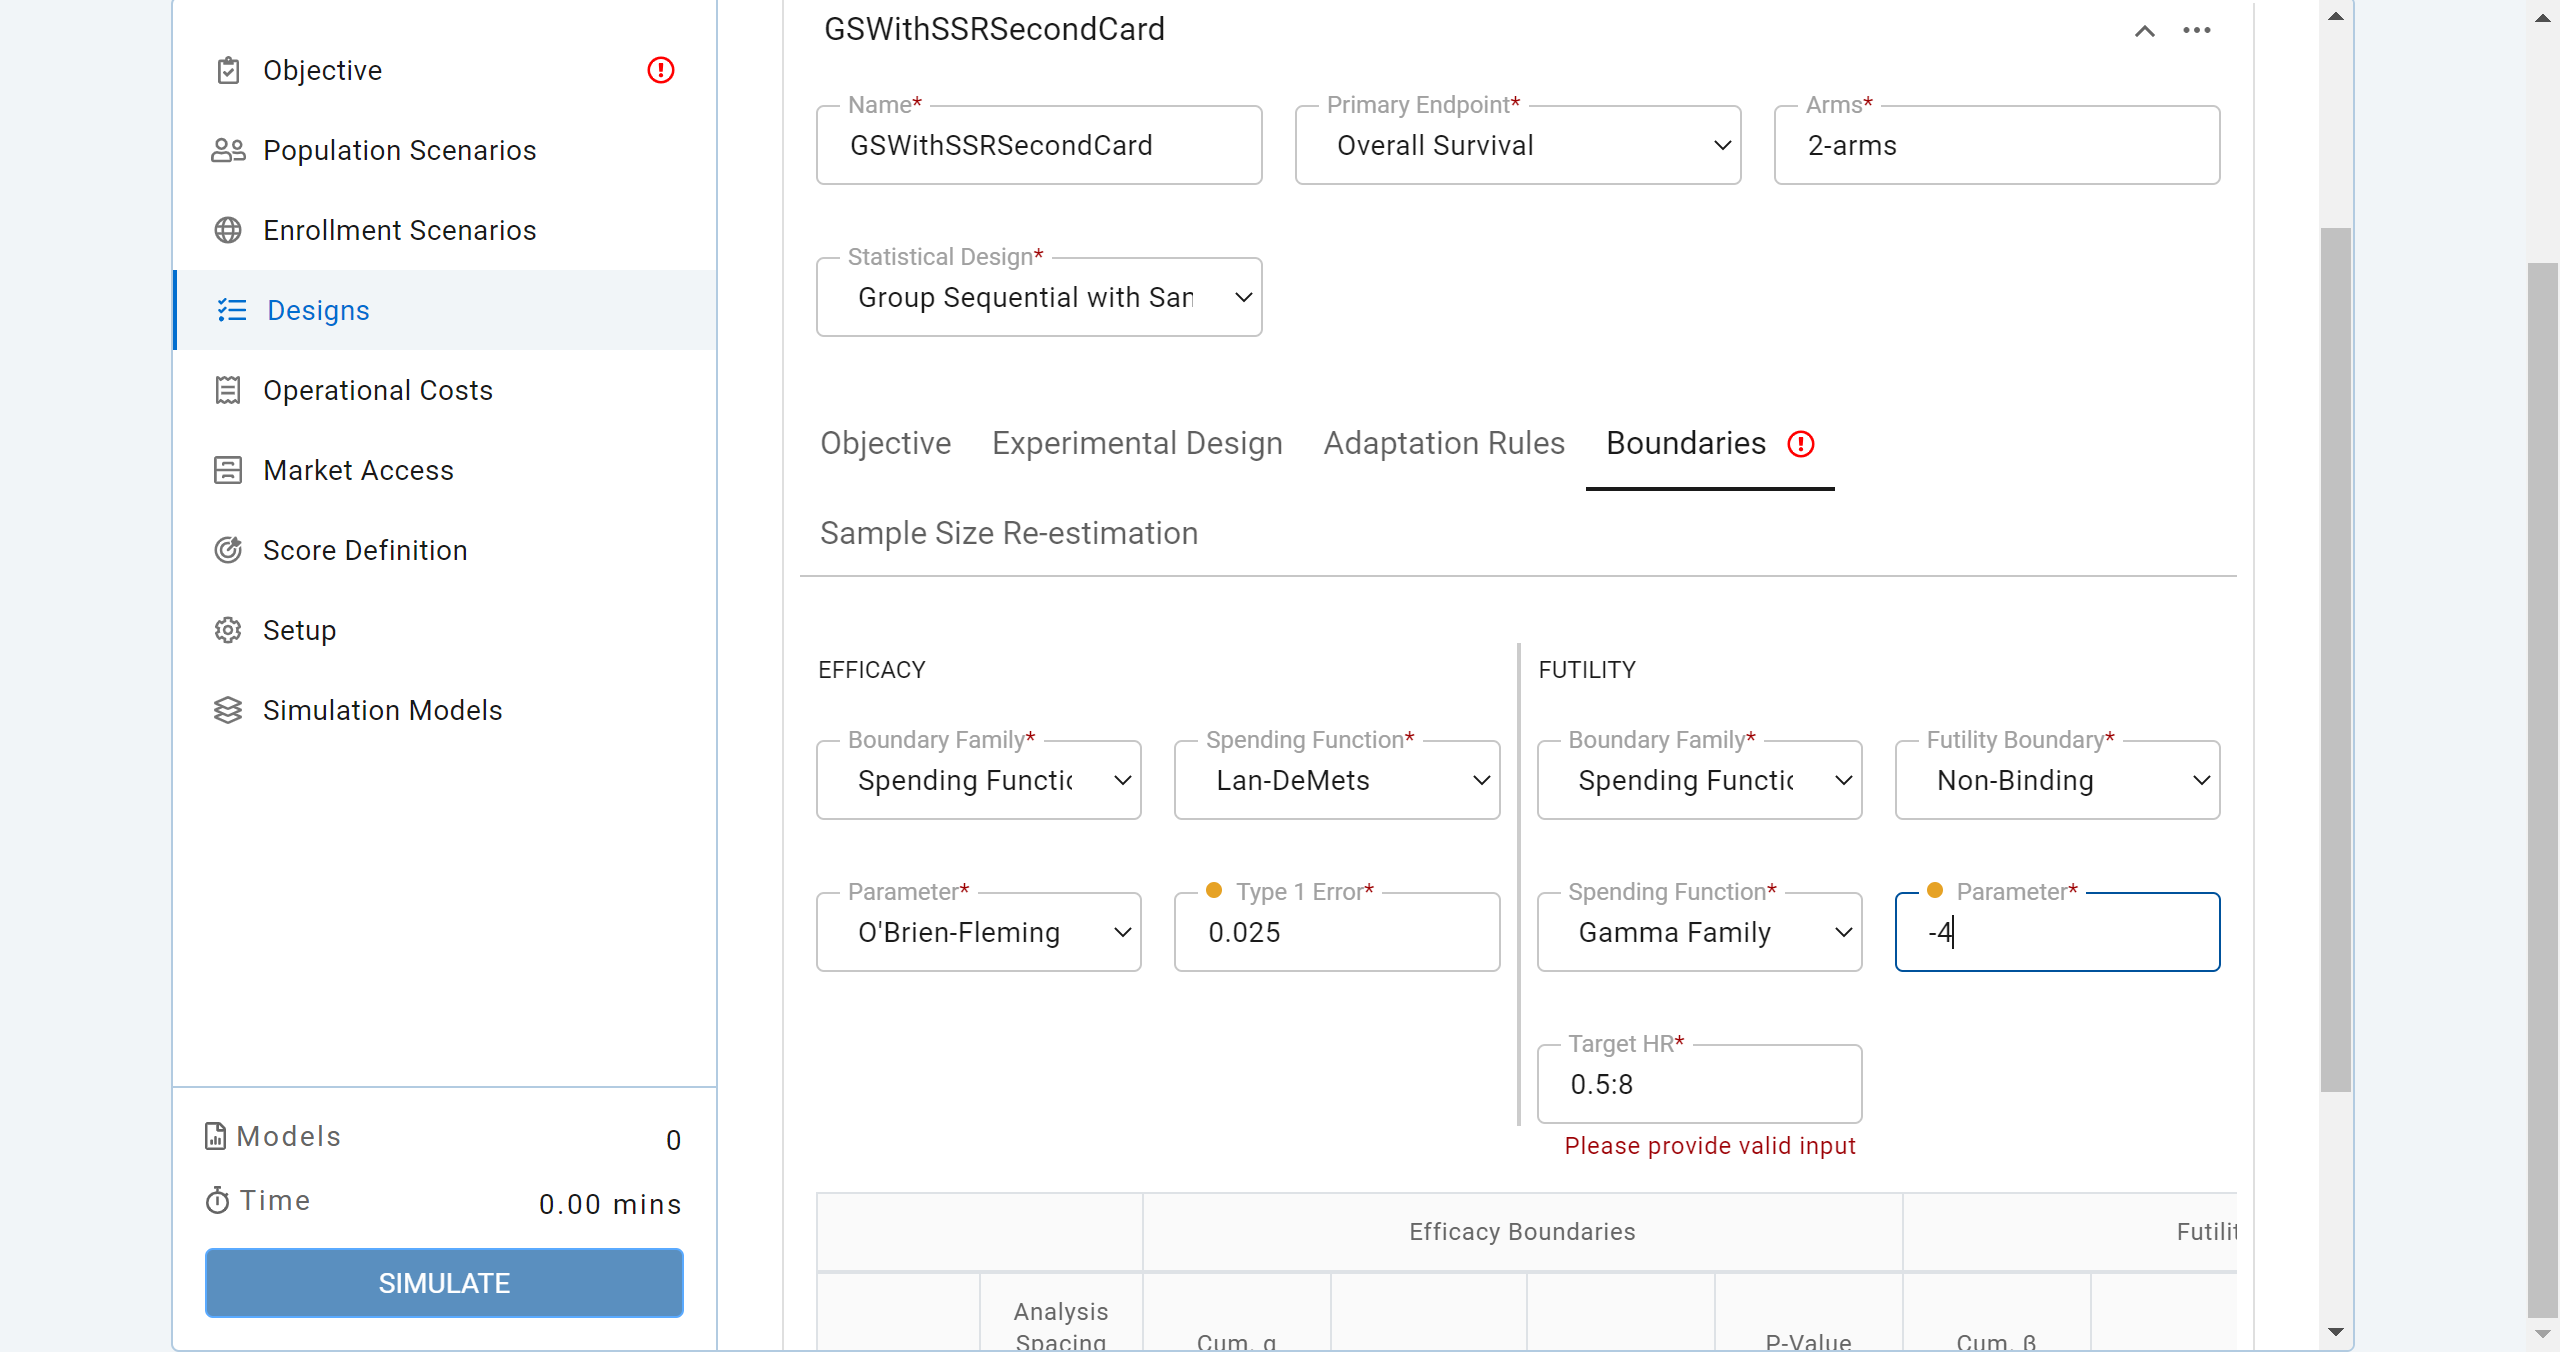 Objective
Population Scenarios
Enrollment Scenarios
Designs
Operational Costs
Market Access
Score Definition
Setup
Simulation Models
Models 0
Time 0.00 mins
SIMULATE
GSWithSSRSecondCard
Name* Primary Endpoint* Arms*
GSWithSSRSecondCard Overall Survival 2-arms
Statistical Design*
Group Sequential with Sam
Objective Experimental Design Adaptation Rules Boundaries
Sample Size Re-estimation
EFFICACY FUTILITY
Boundary Family* Spending Function* Boundary Family* Futility Boundary*
Spending Functio Lan-DeMets Spending Functio Non-Binding
Parameter* Type 1 Error* Spending Function* Parameter*
O'Brien-Fleming 0.025 Gamma Family -4
Target HR*
0.5:8
Please provide valid input
Efficacy Boundaries Futilit
Analysis
Spacing Cum. α P-Value Cum. β